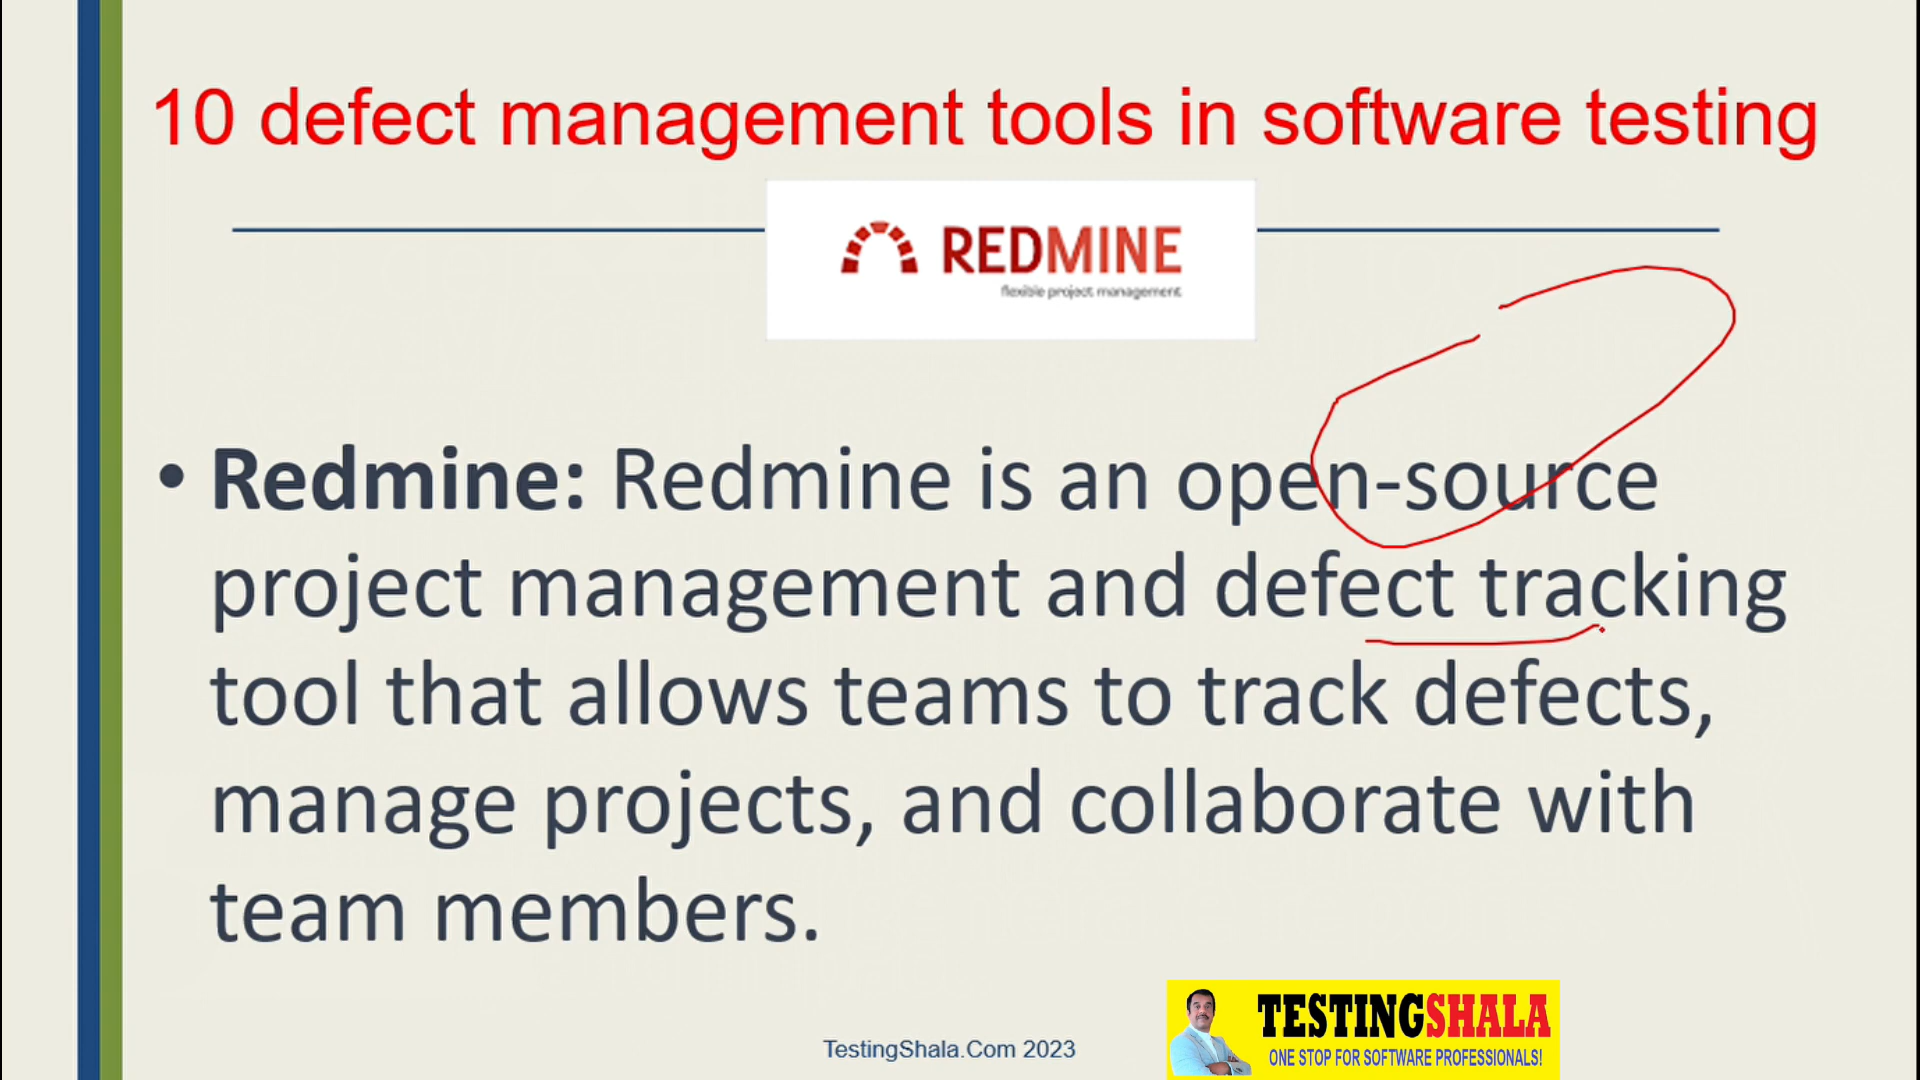 10 defect management tools in software testing
REDMINE
flexible project management
• Redmine: Redmine is an open-source
project management and defect tracking
tool that allows teams to track defects,
manage projects, and collaborate with
team members.
TestingShala.Com 2023
TESTINGSHALA
ONE STOP FOR SOFTWARE PROFESSIONALS!